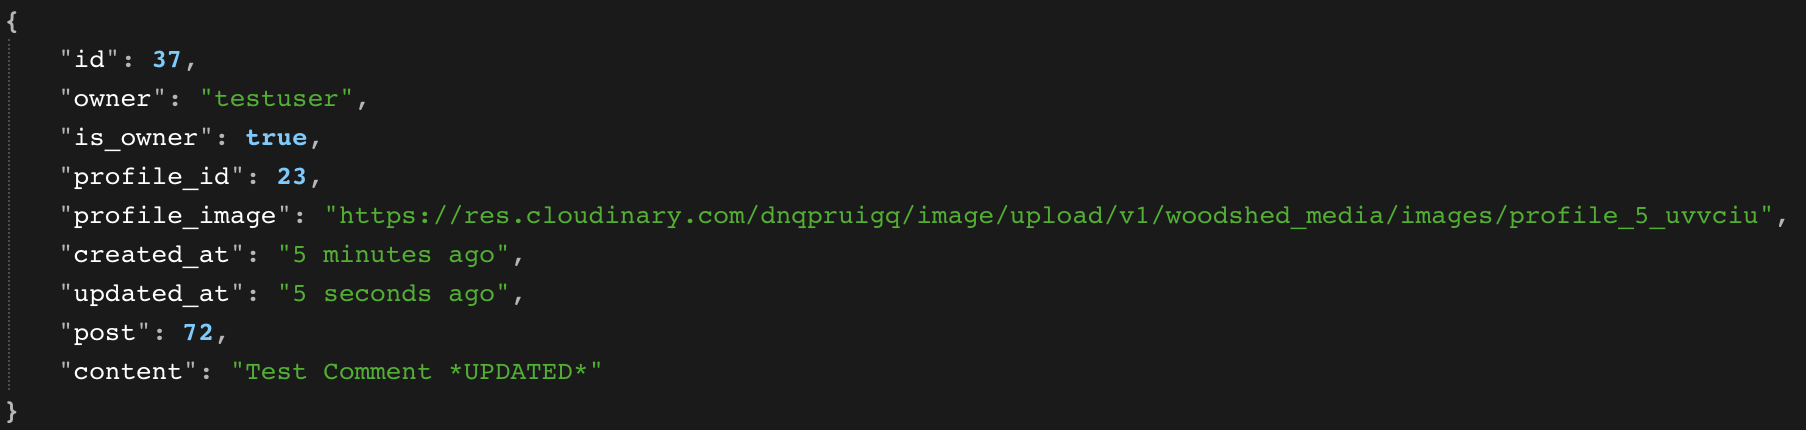 {
"id": 37,
"owner": "testuser",
"is_owner": true,
"profile_id": 23,
"profile_image": "https://res.cloudinary.com/dnqpruigq/image/upload/v1/woodshed_media/images/profile_5_uvvciu",
"created_at": "5 minutes ago",
"updated_at": "5 seconds ago",
"post": 72,
"content": "Test Comment *UPDATED*"
}